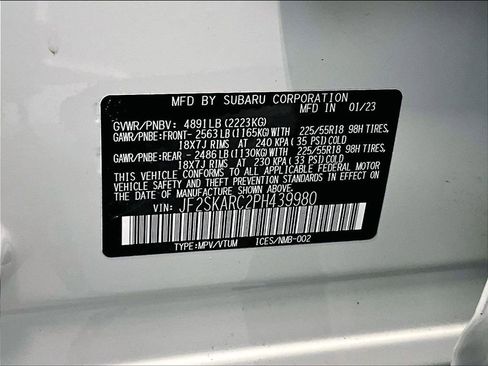 MFD BY SUBARU CORPORATION
MFD IN 01/23
GVWR/PNBV: 4891LB(2223KG)
GAWR/PNBE:FRONT- 2563LB(1165KG)WITH 225/55R18 98H TIRES,
18X7J RIMS AT 240 KPA(35 PSI)COLD
GAWR/PNBE:REAR - 2486LB(1130KG)WITH 225/55R18 98H TIRES,
18X7J RIMS AT 230 KPA(33 PSI)COLD
THIS VEHICLE CONFORMS TO ALL APPLICABLE FEDERAL MOTOR
VEHICLE SAFETY AND THEFT PREVENTION STANDARDS IN EFFECT ON
THE DATE OF MANUFACTURE SHOWN ABOVE.
VIN: JF2SKARC2PH439980
TYPE:MPV/VTUM ICES/NMB-002